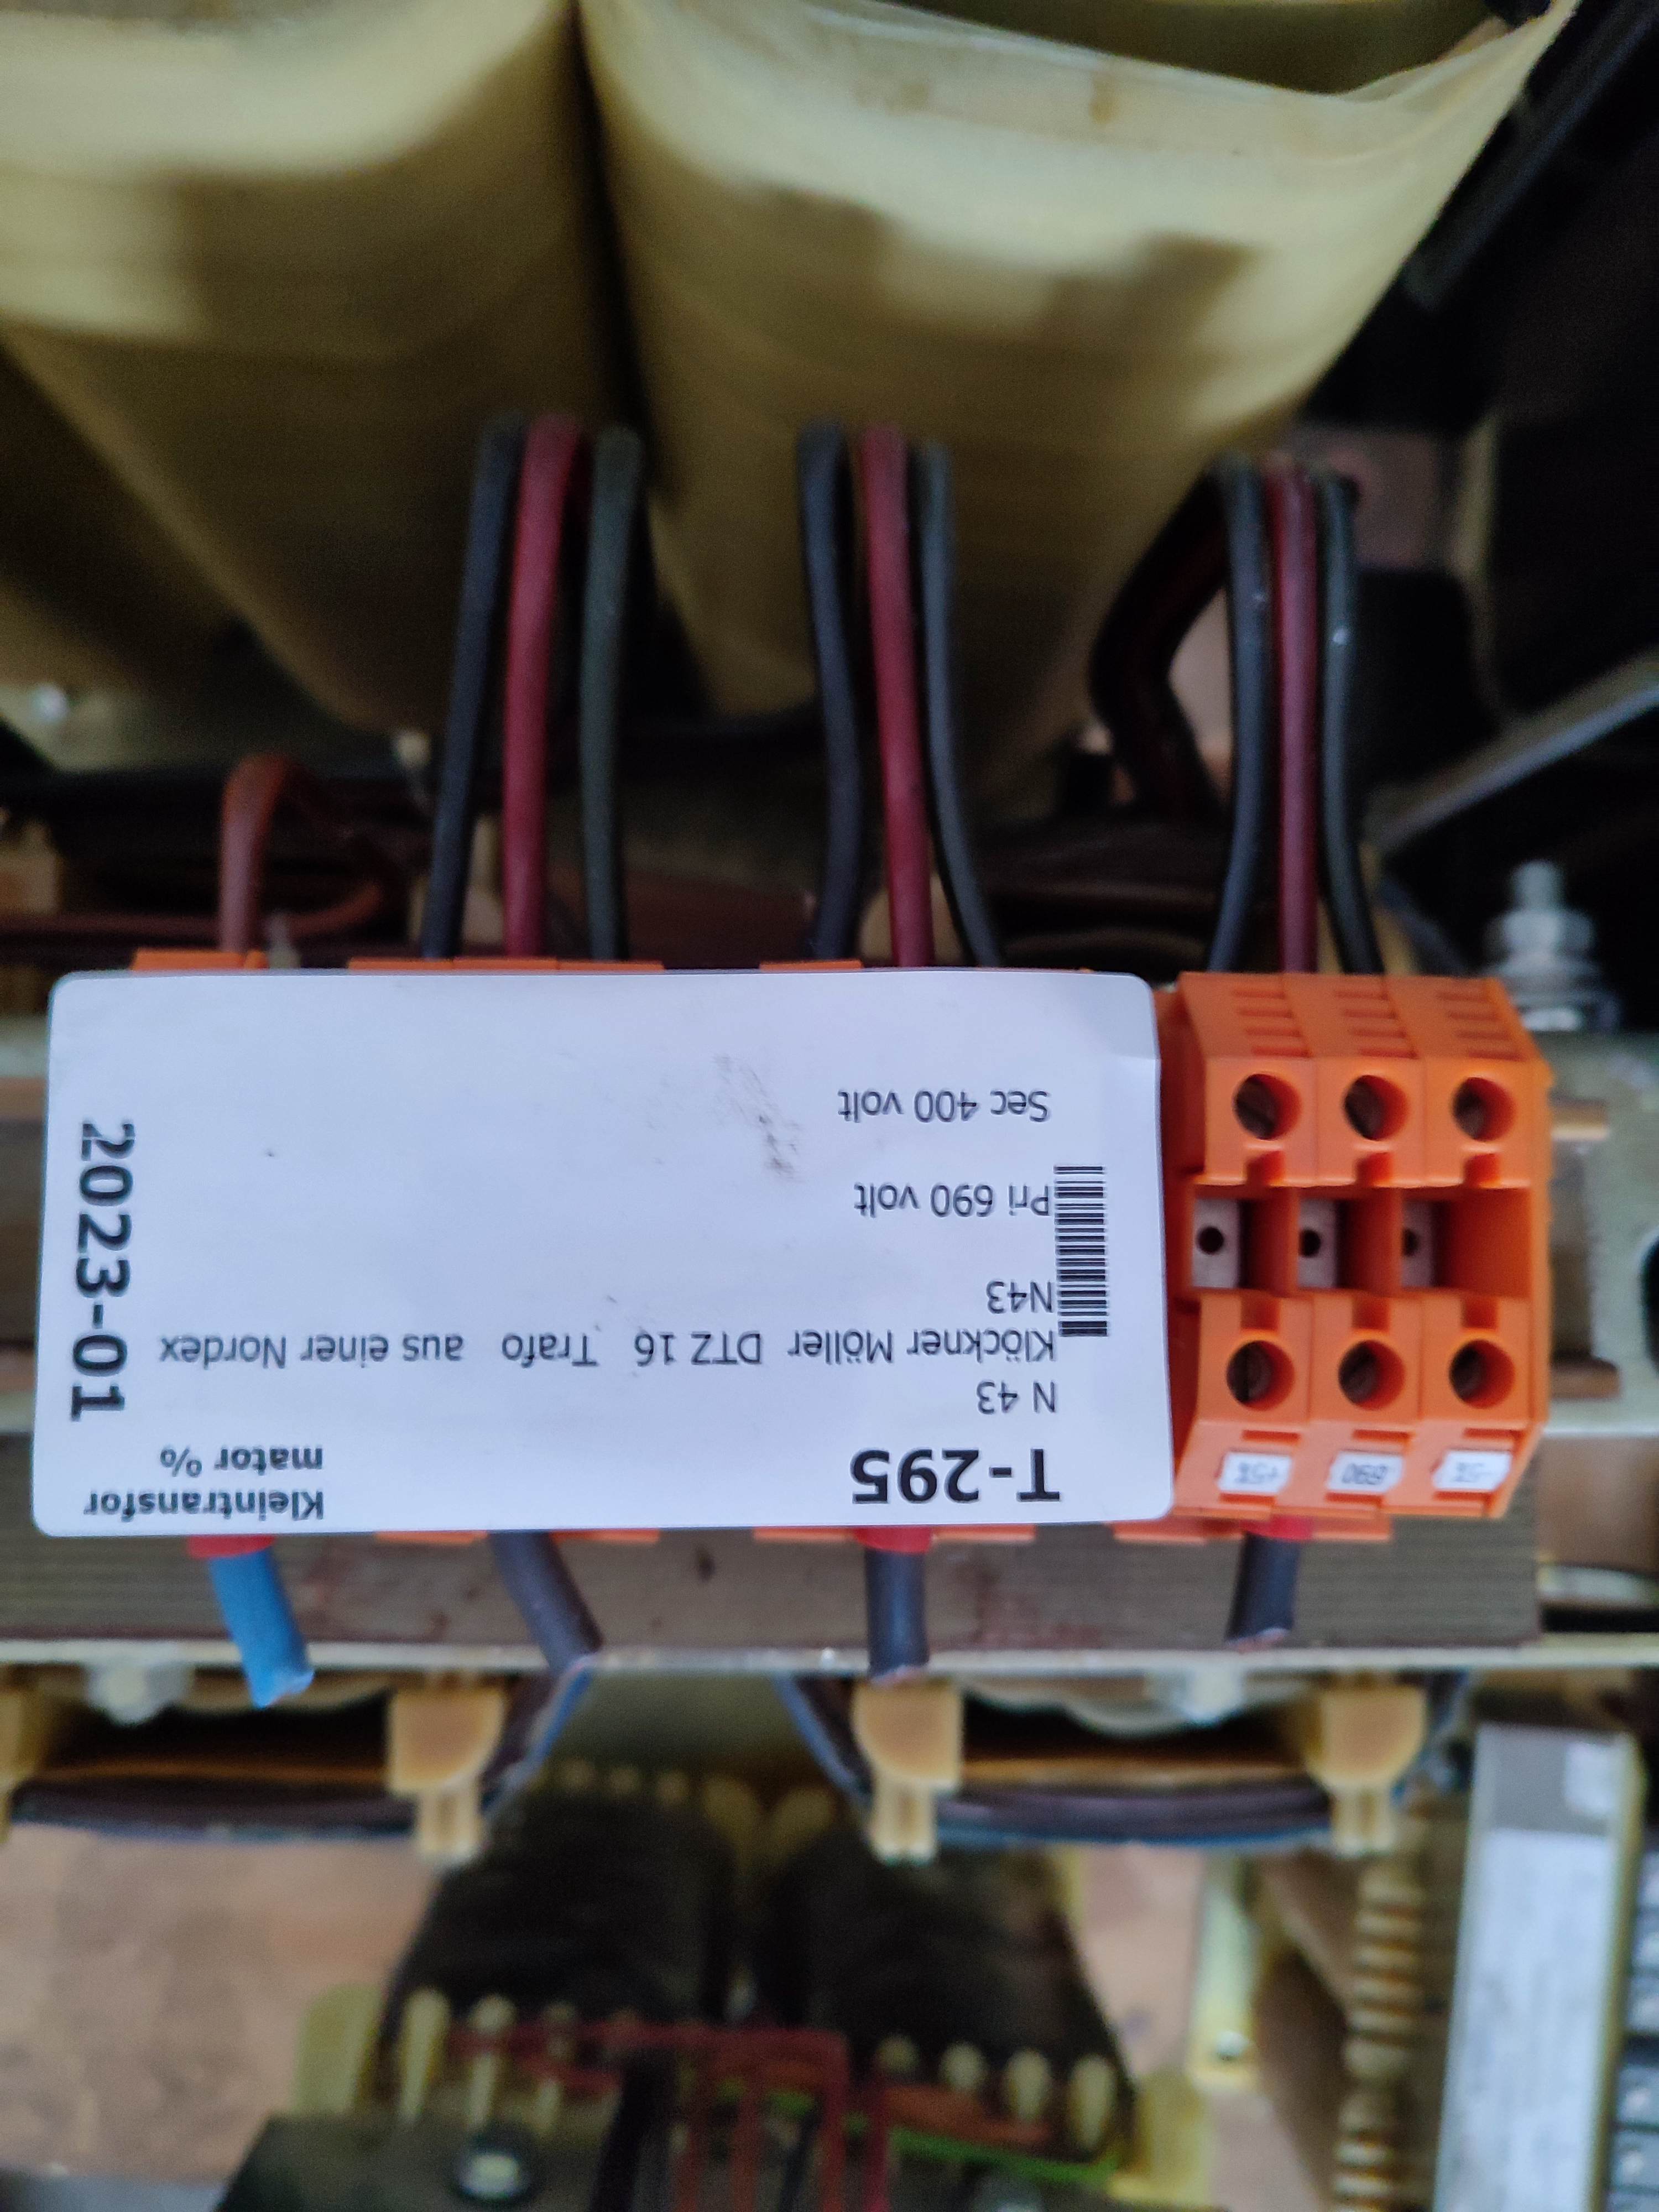 T-295
Kleintransfor
mator %
N 43
Klöckner Möller DTZ 16 Trafo aus einer Nordex
N43
Pri 690 volt
Sec 400 volt
2023-01
-5%
690
+5%